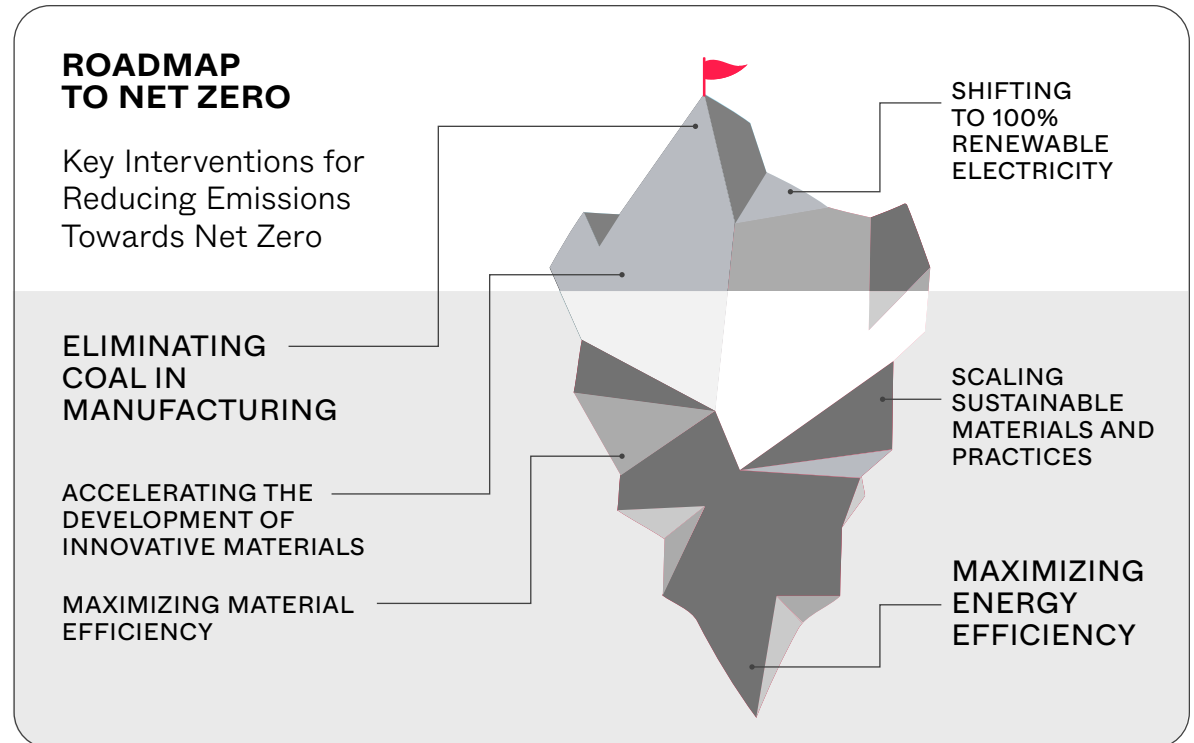 ROADMAP
TO NET ZERO
Key Interventions for
Reducing Emissions
Towards Net Zero
ELIMINATING
COAL IN
MANUFACTURING
ACCELERATING THE
DEVELOPMENT OF
INNOVATIVE MATERIALS
MAXIMIZING MATERIAL
EFFICIENCY
SHIFTING
TO 100%
RENEWABLE
ELECTRICITY
SCALING
SUSTAINABLE
MATERIALS AND
PRACTICES
MAXIMIZING
ENERGY
EFFICIENCY